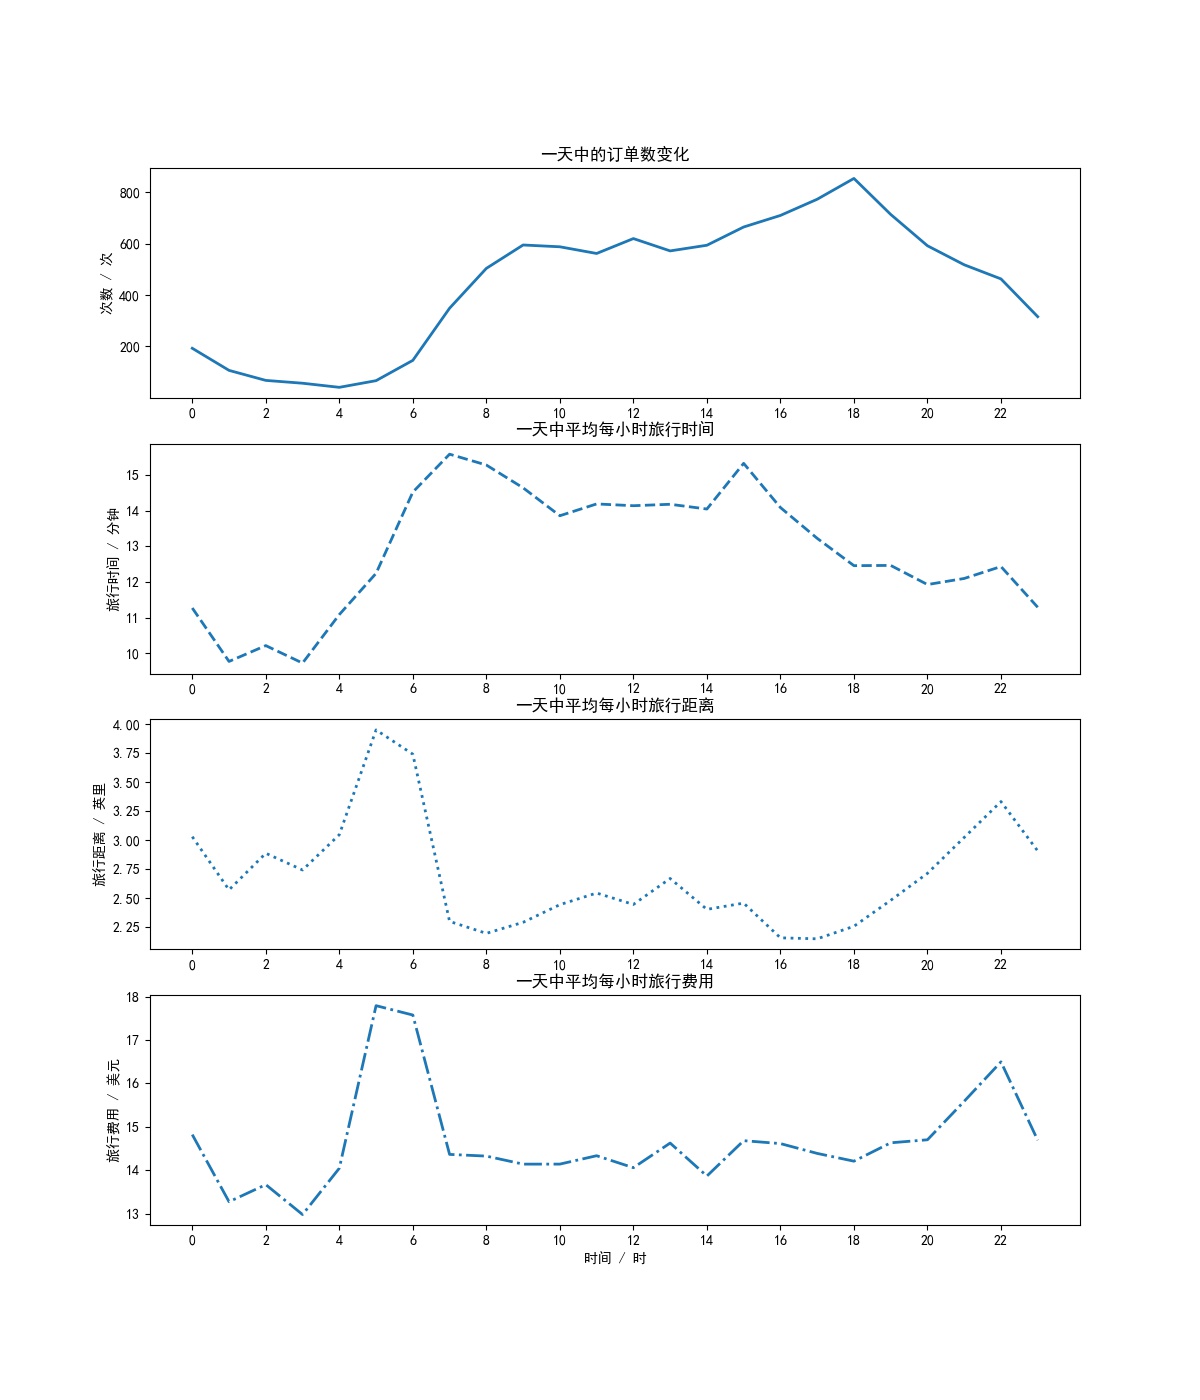 一天中的订单数变化
800
600
400
200
次数 / 次
0 2 4 6 8 10 12 14 16 18 20 22
一天中平均每小时旅行时间
15
14
13
12
11
10
旅行时间 / 分钟
0 2 4 6 8 10 12 14 16 18 20 22
一天中平均每小时旅行距离
4.00
3.75
3.50
3.25
3.00
2.75
2.50
2.25
旅行距离 / 英里
0 2 4 6 8 10 12 14 16 18 20 22
一天中平均每小时旅行费用
18
17
16
15
14
13
旅行费用 / 美元
0 2 4 6 8 10 12 14 16 18 20 22
时间 / 时